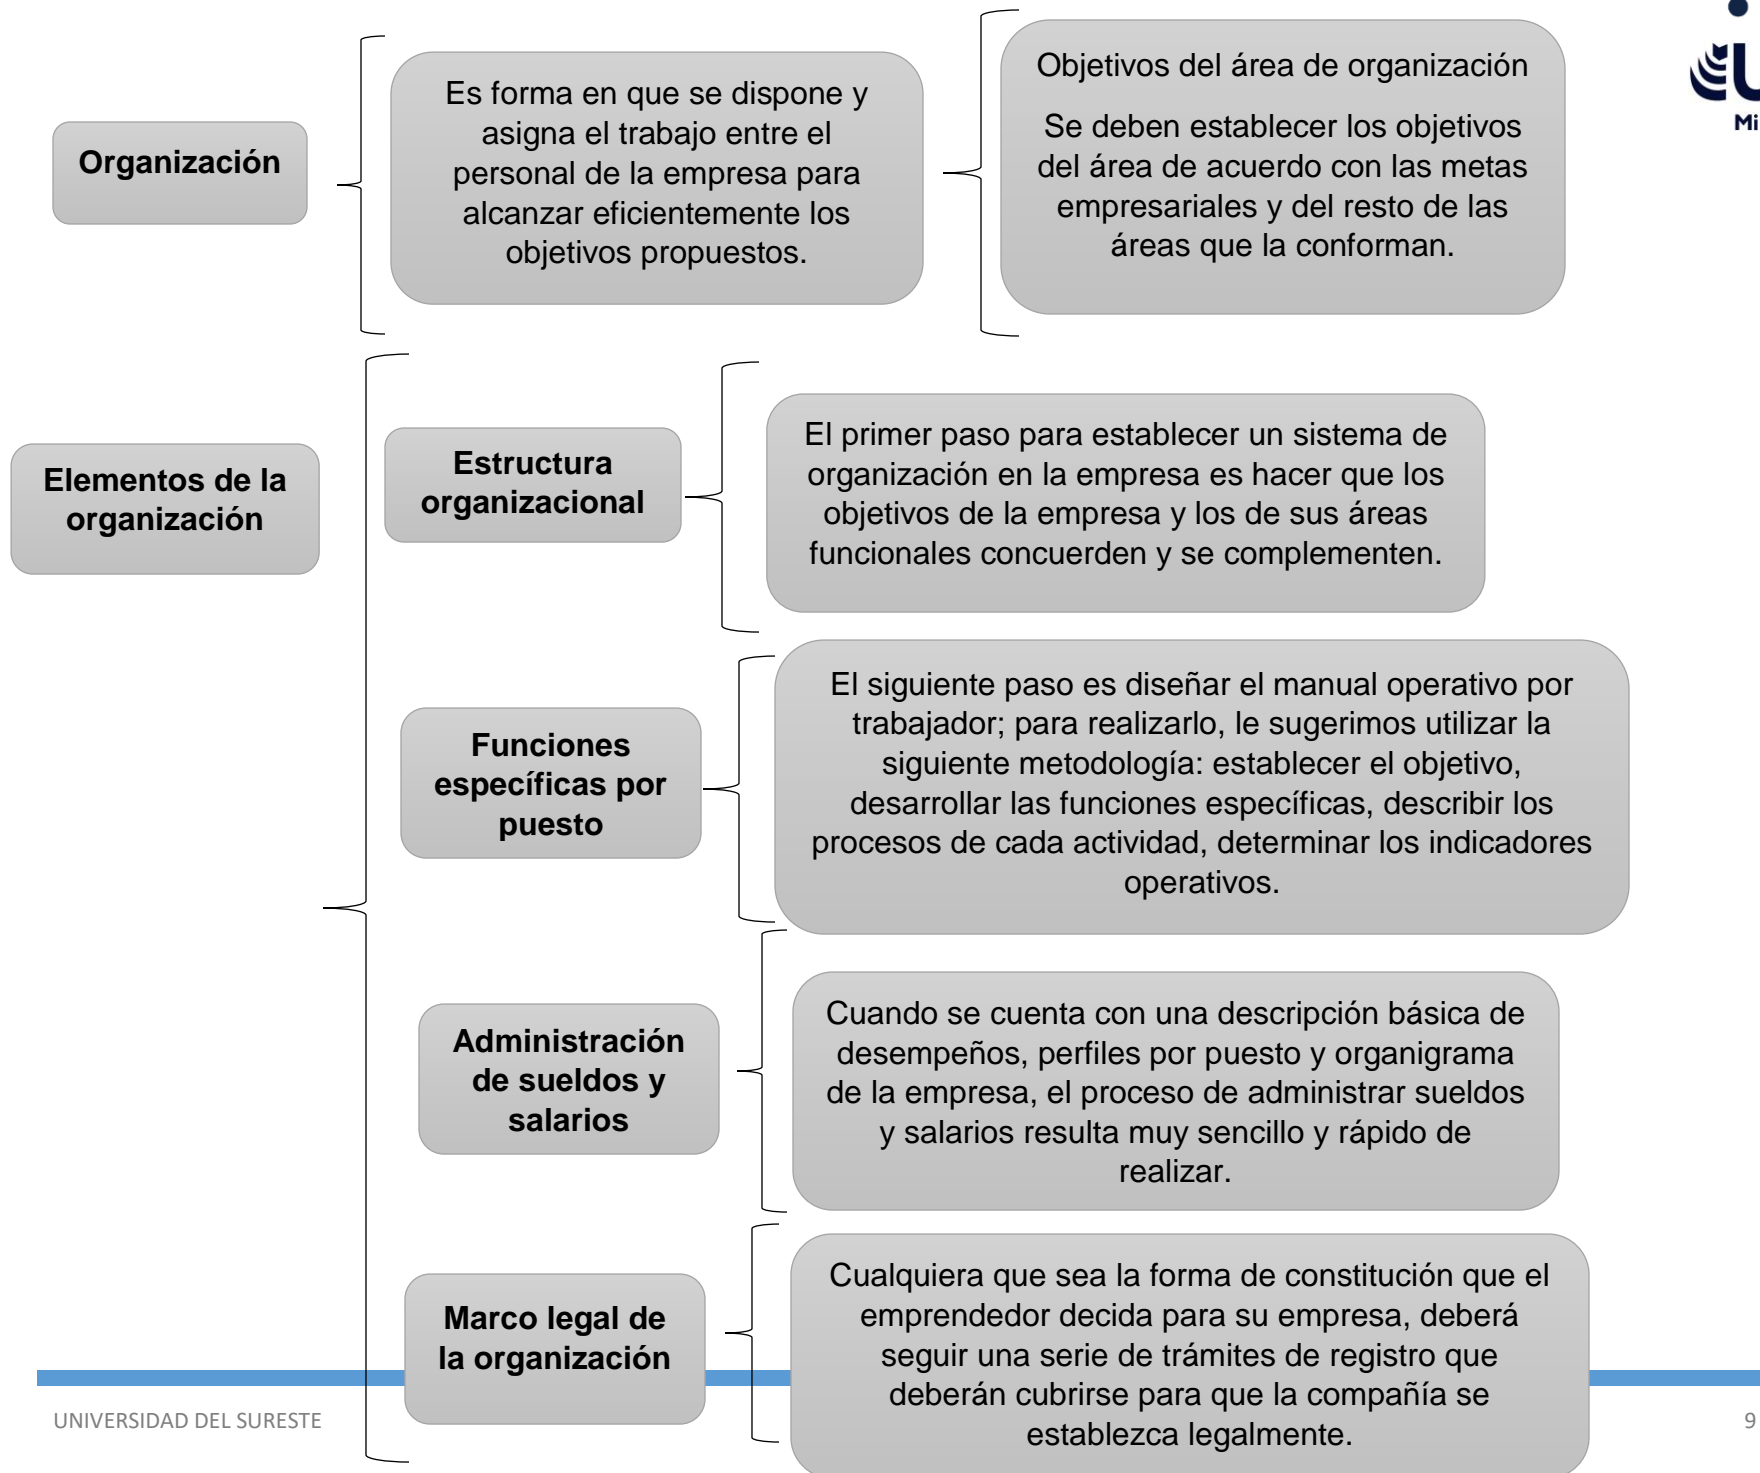 Organización
Es forma en que se dispone y
asigna el trabajo entre el
personal de la empresa para
alcanzar eficientemente los
objetivos propuestos.
Objetivos del área de organización
Se deben establecer los objetivos
del área de acuerdo con las metas
empresariales y del resto de las
áreas que la conforman.
Mi
Elementos de la
organización
Estructura
organizacional
El primer paso para establecer un sistema de
organización en la empresa es hacer que los
objetivos de la empresa y los de sus áreas
funcionales concuerden y se complementen.
Funciones
específicas por
puesto
El siguiente paso es diseñar el manual operativo por
trabajador; para realizarlo, le sugerimos utilizar la
siguiente metodología: establecer el objetivo,
desarrollar las funciones específicas, describir los
procesos de cada actividad, determinar los indicadores
operativos.
Administración
de sueldos y
salarios
Cuando se cuenta con una descripción básica de
desempeños, perfiles por puesto y organigrama
de la empresa, el proceso de administrar sueldos
y salarios resulta muy sencillo y rápido de
realizar.
Marco legal de
la organización
Cualquiera que sea la forma de constitución que el
emprendedor decida para su empresa, deberá
seguir una serie de trámites de registro que
deberán cubrirse para que la compañía se
establezca legalmente.
UNIVERSIDAD DEL SURESTE
9